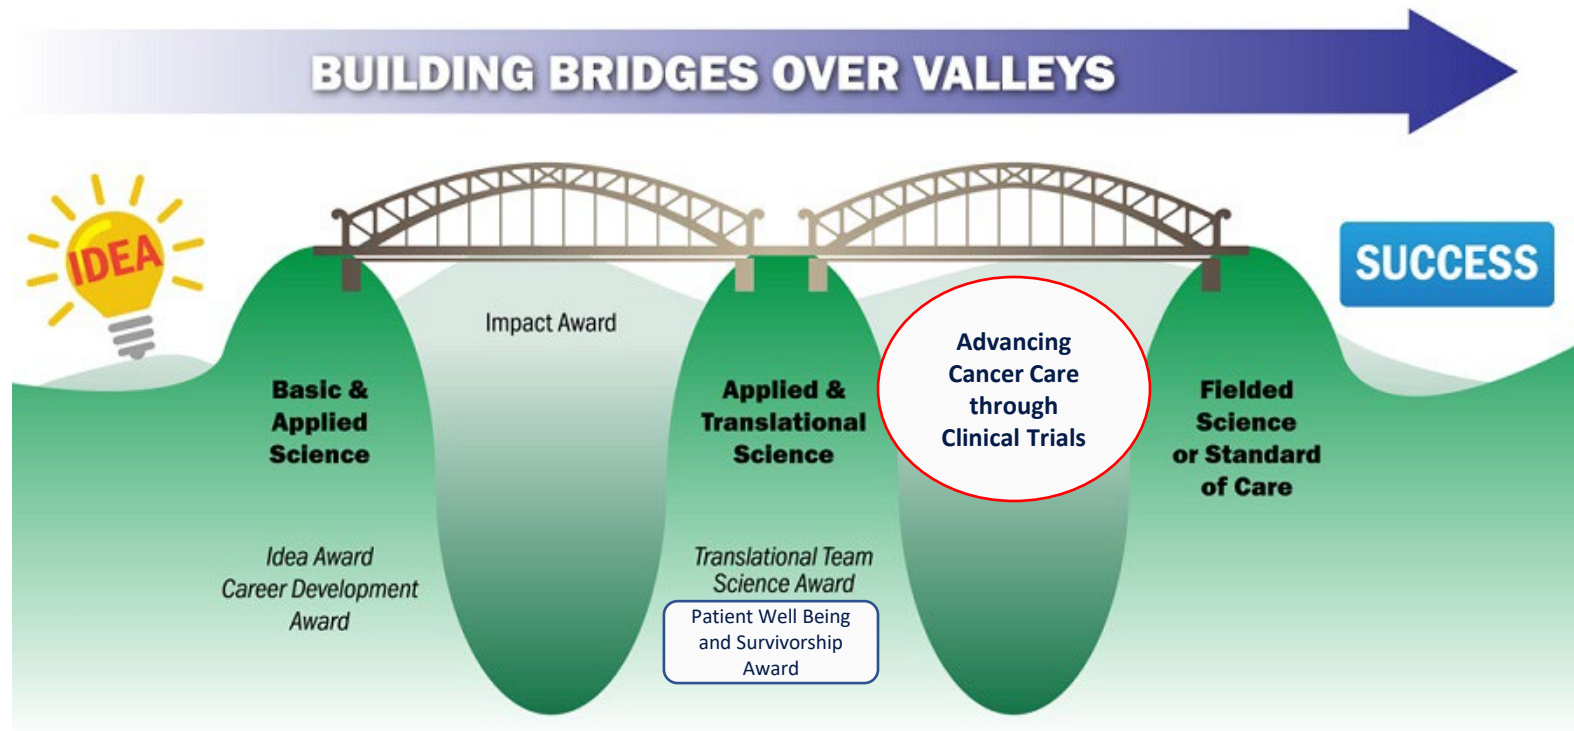 BUILDING BRIDGES OVER VALLEYS
IDEA
SUCCESS
Impact Award
Basic &
Applied
Science
Applied &
Translational
Science
Advancing
Cancer Care
through
Clinical Trials
Fielded
Science
or Standard
of Care
Idea Award
Career Development
Award
Translational Team
Science Award
Patient Well Being
and Survivorship
Award